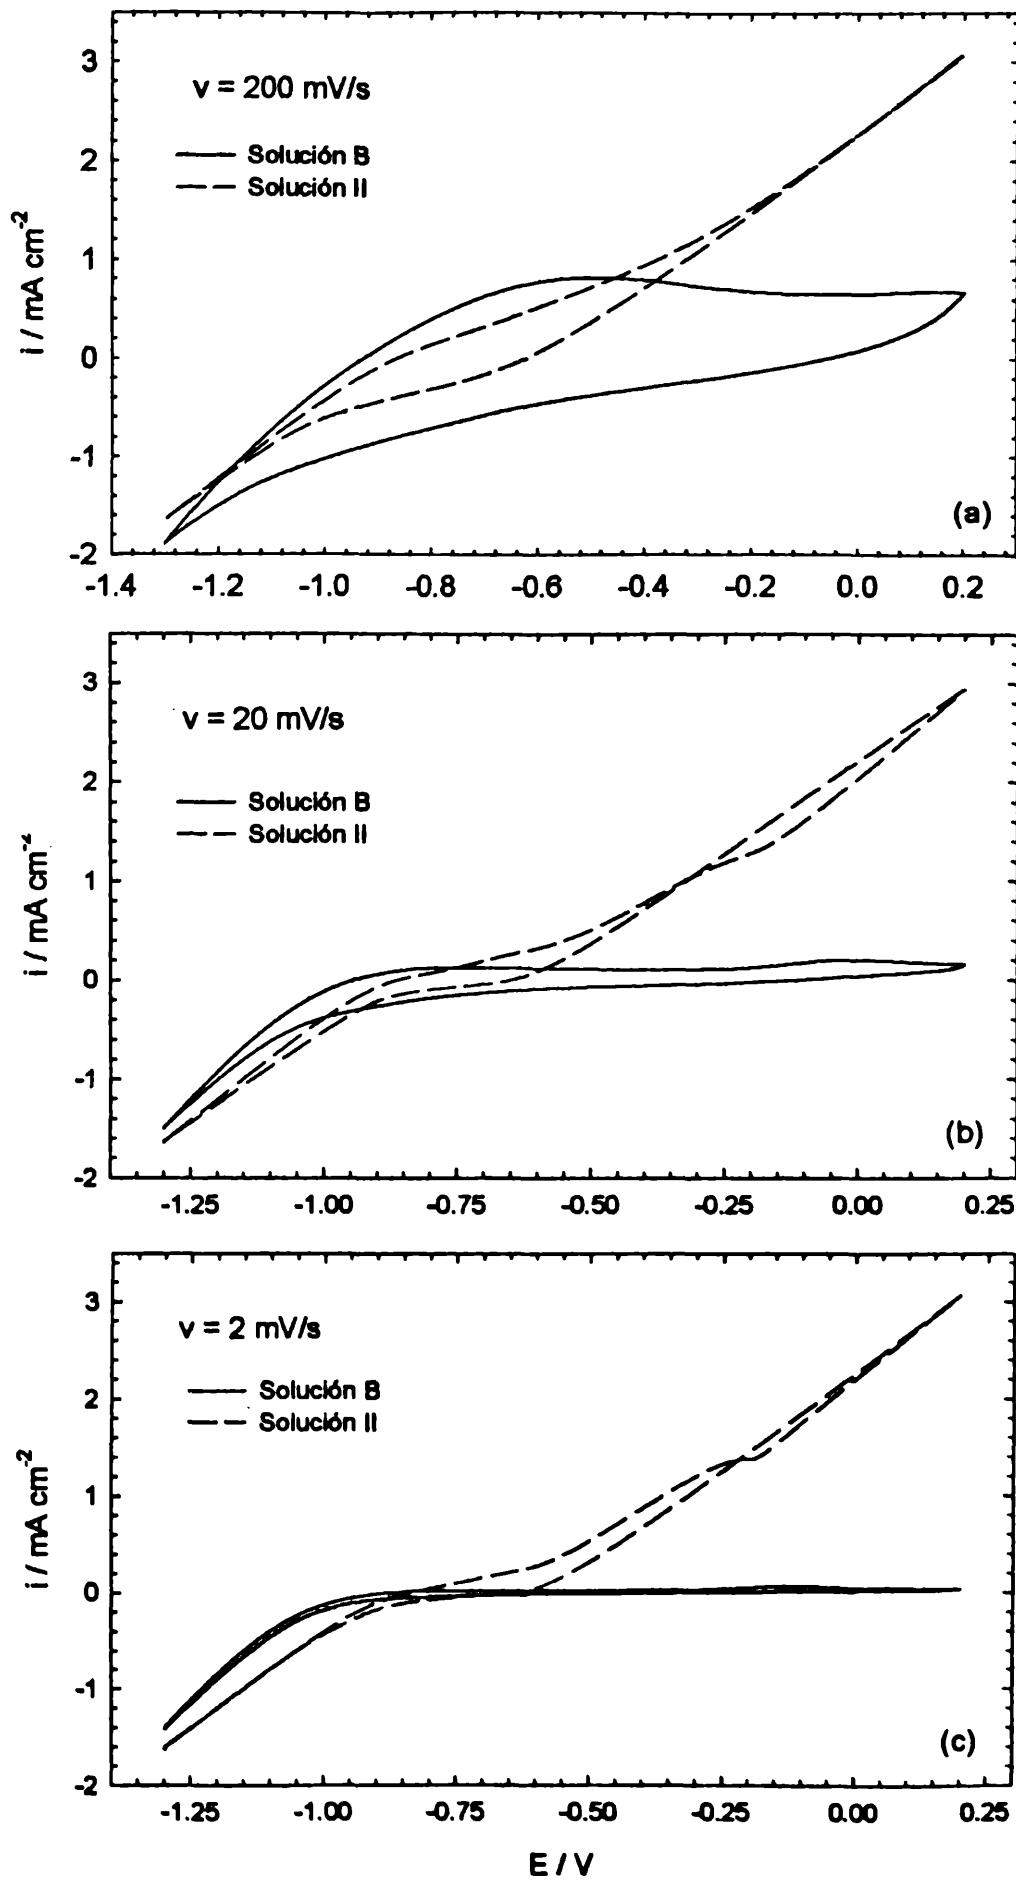 3
v = 200 mV/s
Solución B
Solución II
2
i / mA cm-2
1
0
-1
(a)
-2
-1.4 -1.2 -1.0 -0.8 -0.6 -0.4 -0.2 0.0 0.2
3
v = 20 mV/s
Solución B
Solución II
2
i / mA cm-2
1
0
-1
(b)
-2
-1.25 -1.00 -0.75 -0.50 -0.25 0.00 0.25
3
v = 2 mV/s
Solución B
Solución II
2
i / mA cm-2
1
0
-1
(c)
-2
-1.25 -1.00 -0.75 -0.50 -0.25 0.00 0.25
E / V